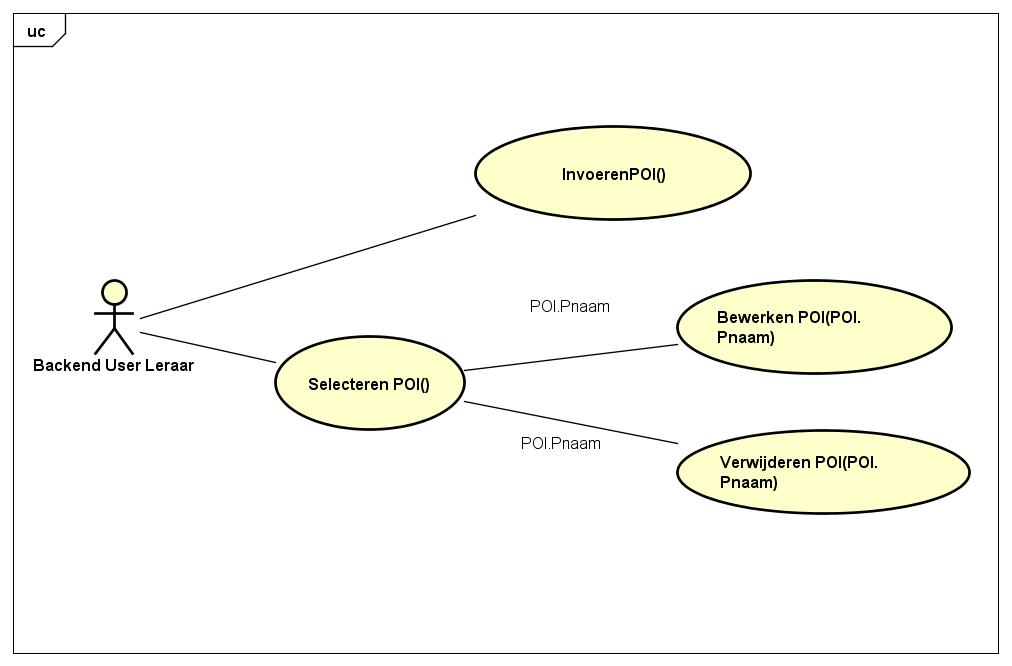 uc
InvoerenPOI()
POI.Pnaam
Bewerken POI(POI.
Pnaam)
Backend User Leraar
Selecteren POI()
POI.Pnaam
Verwijderen POI(POI.
Pnaam)